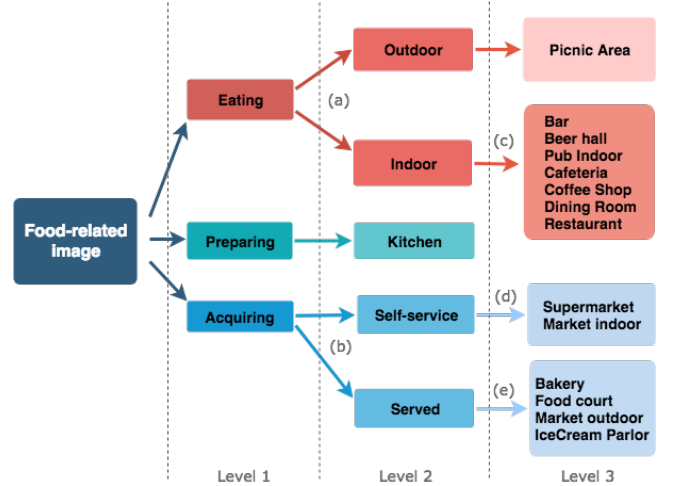 Food-related
image
Eating
Preparing
Acquiring
(a)
(b)
Outdoor
Indoor
Kitchen
Self-service
Served
(c)
(d)
(e)
Picnic Area
Bar
Beer hall
Pub Indoor
Cafeteria
Coffee Shop
Dining Room
Restaurant
Supermarket
Market indoor
Bakery
Food court
Market outdoor
IceCream Parlor
Level 1
Level 2
Level 3